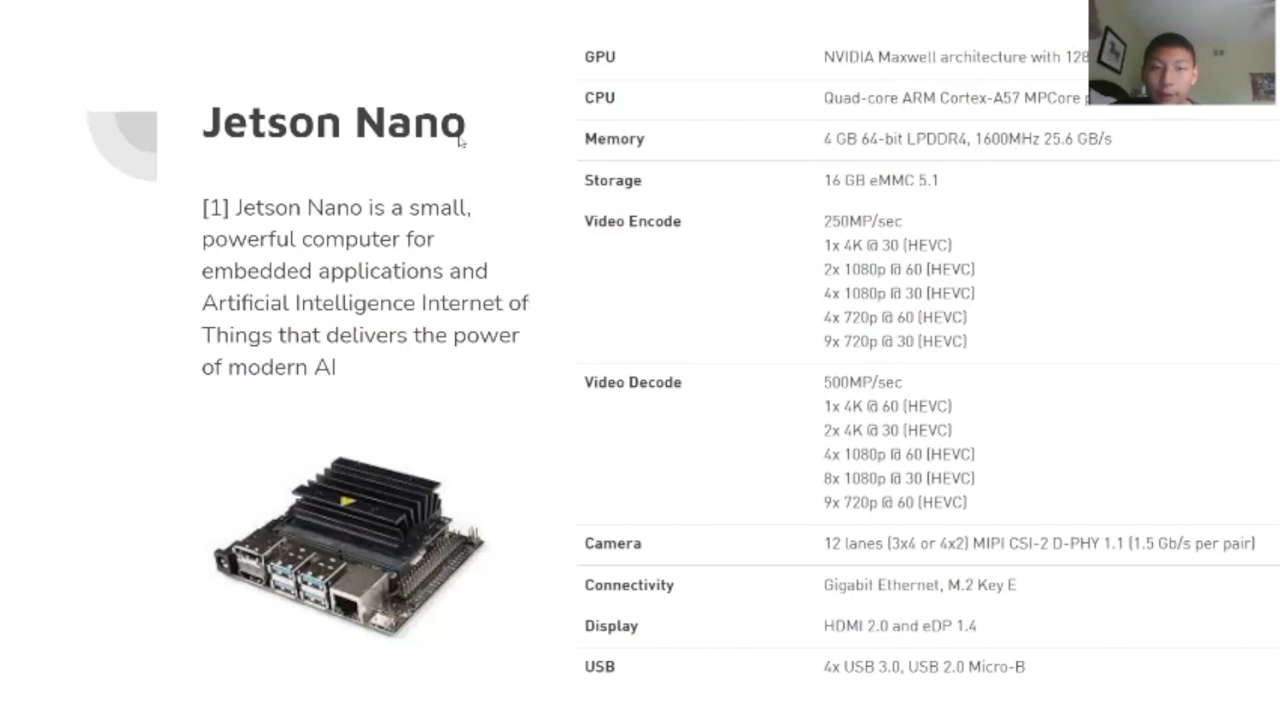 Jetson Nano
[1] Jetson Nano is a small,
powerful computer for
embedded applications and
Artificial Intelligence Internet of
Things that delivers the power
of modern AI
GPU NVIDIA Maxwell architecture with 128
CPU Quad-core ARM Cortex-A57 MPCore
Memory 4 GB 64-bit LPDDR4, 1600MHz 25.6 GB/s
Storage 16 GB eMMC 5.1
Video Encode 250MP/sec
1x 4K @ 30 (HEVC)
2x 1080p @ 60 (HEVC)
4x 1080p @ 30 (HEVC)
4x 720p @ 60 (HEVC)
9x 720p @ 30 (HEVC)
Video Decode 500MP/sec
1x 4K @ 60 (HEVC)
2x 4K @ 30 (HEVC)
4x 1080p @ 60 (HEVC)
8x 1080p @ 30 (HEVC)
9x 720p @ 60 (HEVC)
Camera 12 lanes (3x4 or 4x2) MIPI CSI-2 D-PHY 1.1 (1.5 Gb/s per pair)
Connectivity Gigabit Ethernet, M.2 Key E
Display HDMI 2.0 and eDP 1.4
USB 4x USB 3.0, USB 2.0 Micro-B